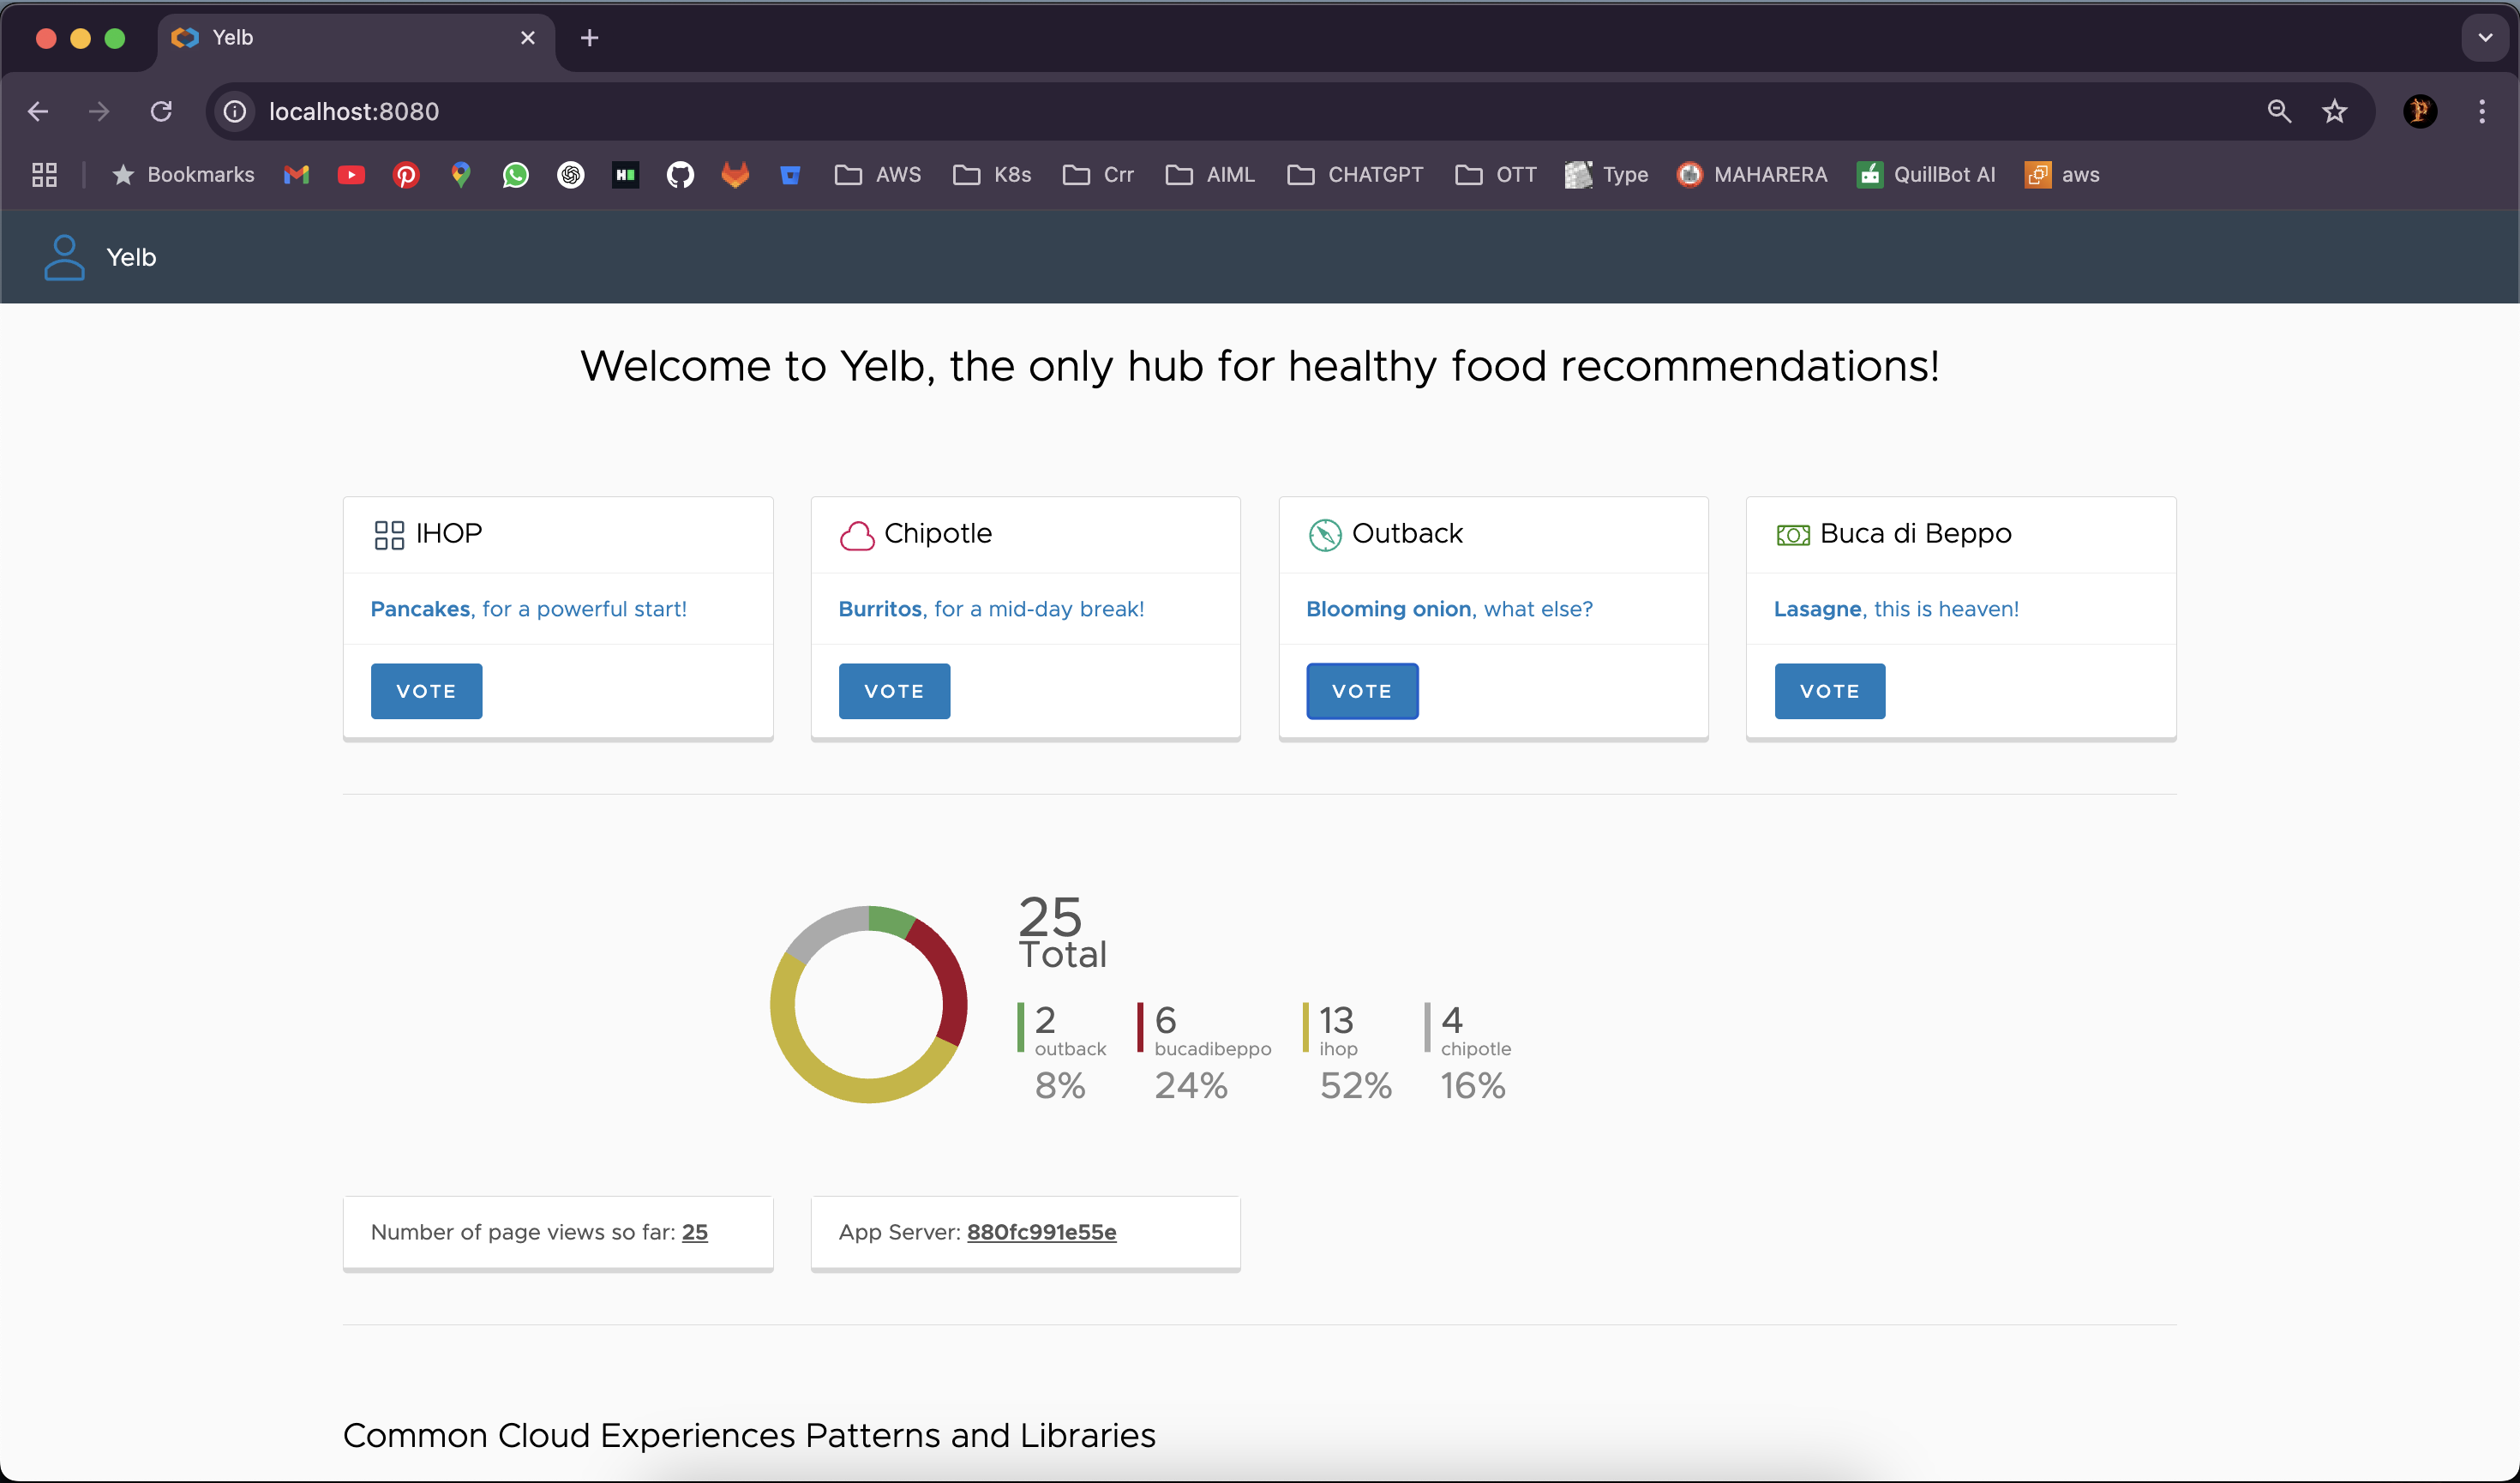 Yelb
localhost:8080
Bookmarks AWS K8s Crr AIML CHATGPT OTT Type MAHARERA QuillBot AI aws
Yelb
Welcome to Yelb, the only hub for healthy food recommendations!
IHOP
Pancakes, for a powerful start!
VOTE
Chipotle
Burritos, for a mid-day break!
VOTE
Outback
Blooming onion, what else?
VOTE
Buca di Beppo
Lasagne, this is heaven!
VOTE
25
Total
2
outback
8%
6
bucadibeppo
24%
13
ihop
52%
4
chipotle
16%
Number of page views so far: 25
App Server: 880fc991e55e
Common Cloud Experiences Patterns and Libraries